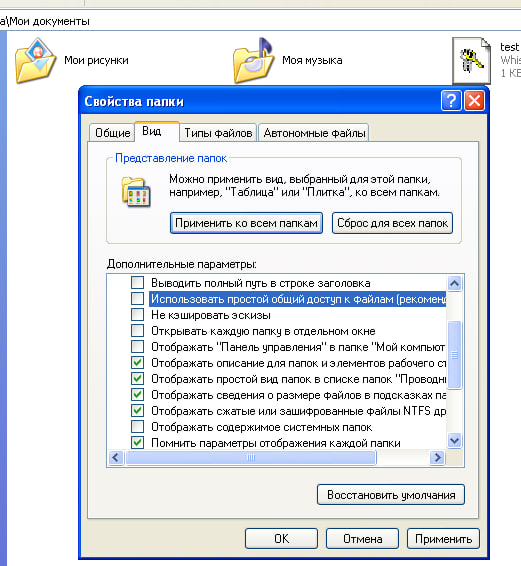 а\Мои документы
Мои рисунки
Моя музыка
test
Whis
1 КБ
Свойства папки
Общие
Вид
Типы файлов
Автономные файлы
Представление папок
Можно применить вид, выбранный для этой папки,
например, "Таблица" или "Плитка", ко всем папкам.
Применить ко всем папкам
Сброс для всех папок
Дополнительные параметры:
Выводить полный путь в строке заголовка
Использовать простой общий доступ к файлам (рекоменд
Не кэшировать эскизы
Открывать каждую папку в отдельном окне
Отображать "Панель управления" в папке "Мой компьют
Отображать описание для папок и элементов рабочего ст
Отображать простой вид папок в списке папок "Проводни
Отображать сведения о размере файлов в подсказках па
Отображать сжатые или зашифрованные файлы NTFS др
Отображать содержимое системных папок
Помнить параметры отображения каждой папки
Восстановить умолчания
ОК
Отмена
Применить